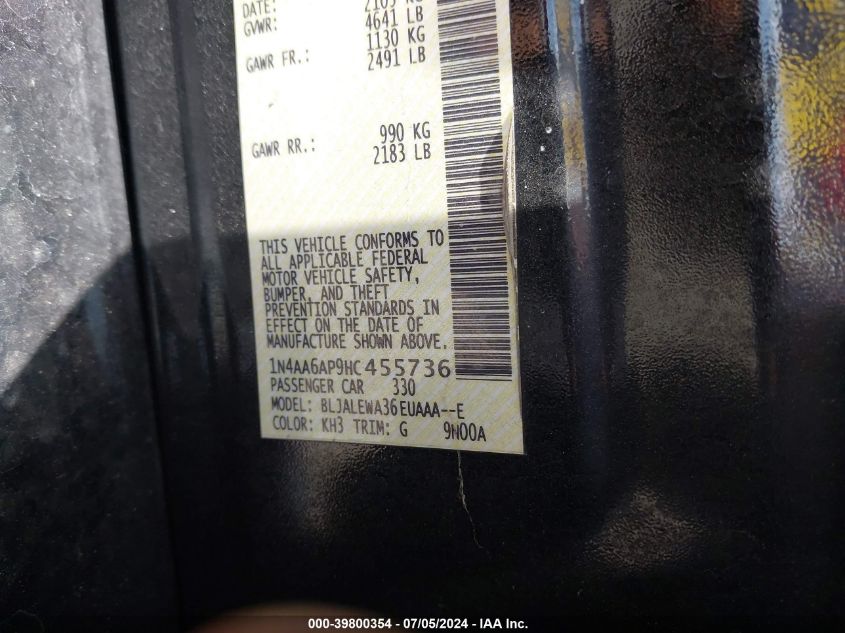 DATE:
GVWR: 4641 LB
1130 KG
GAWR FR.: 2491 LB
990 KG
GAWR RR.: 2183 LB
THIS VEHICLE CONFORMS TO
ALL APPLICABLE FEDERAL
MOTOR VEHICLE SAFETY,
BUMPER, AND THEFT
PREVENTION STANDARDS IN
EFFECT ON THE DATE OF
MANUFACTURE SHOWN ABOVE.
1N4AA6AP9HC455736
PASSENGER CAR 330
MODEL: BLJALEWA36EUAAA--E
COLOR: KH3 TRIM: G 9N00A
000-39800354 - 07/05/2024 - IAA Inc.